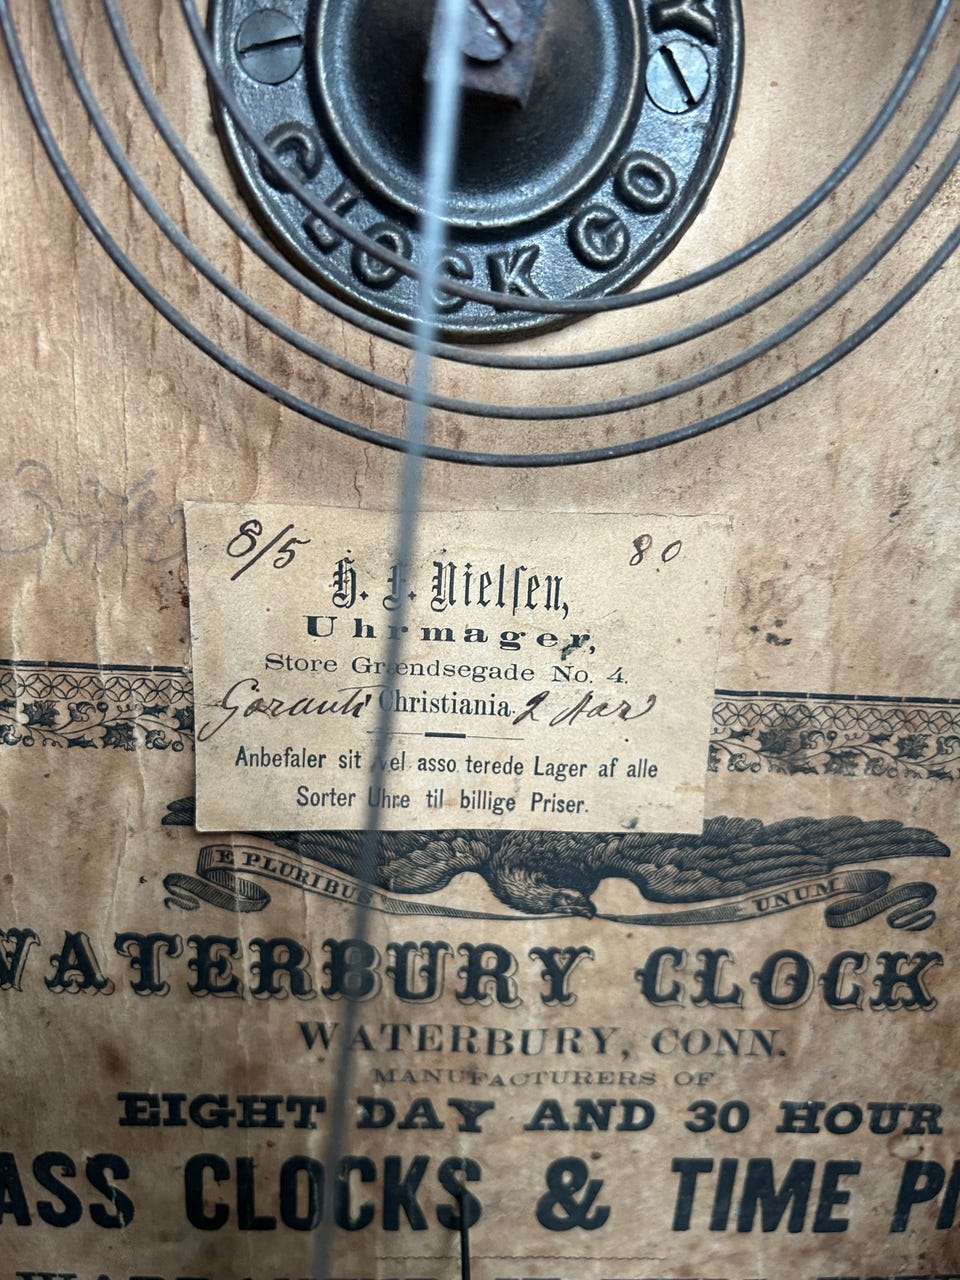 Y
CLOCK CO
8/5 80
H. F. Nielsen,
Uhrmager,
Store Grændsegade No. 4.
Garanti Christiania. 2 Aar
Anbefaler sit vel assorterede Lager af alle
Sorter Uhre til billige Priser.
E PLURIBUS UNUM
WATERBURY CLOCK
WATERBURY, CONN.
MANUFACTURERS OF
EIGHT DAY AND 30 HOUR
ASS CLOCKS & TIME PI